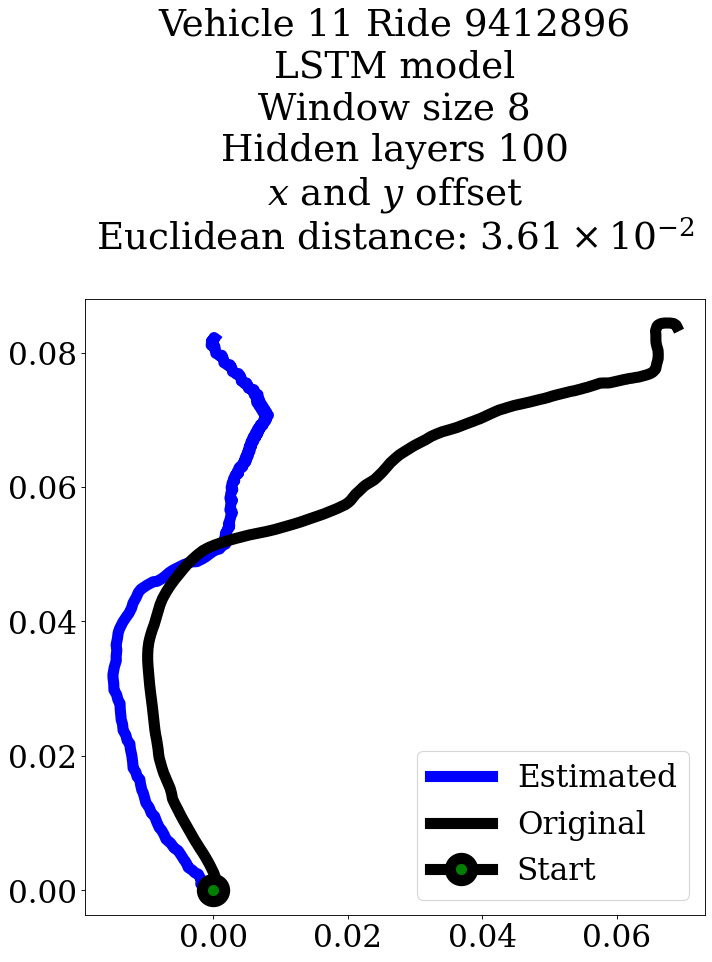 Vehicle 11 Ride 9412896
LSTM model
Window size 8
Hidden layers 100
x and y offset
Euclidean distance: 3.61 × 10⁻²
0.08
0.06
0.04
0.02
0.00
Estimated
Original
Start
0.00 0.02 0.04 0.06